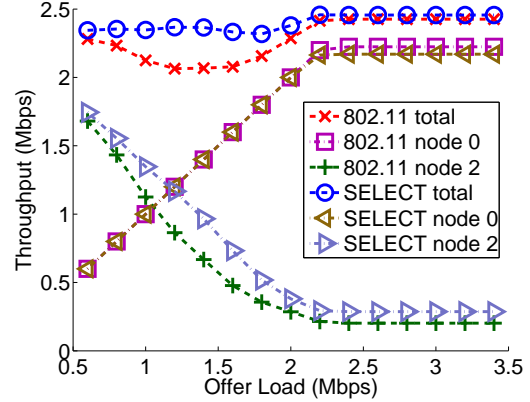 2.5
2
1.5
1
0.5
0
Throughput (Mbps)
802.11 total
802.11 node 0
802.11 node 2
SELECT total
SELECT node 0
SELECT node 2
0.5 1 1.5 2 2.5 3 3.5
Offer Load (Mbps)